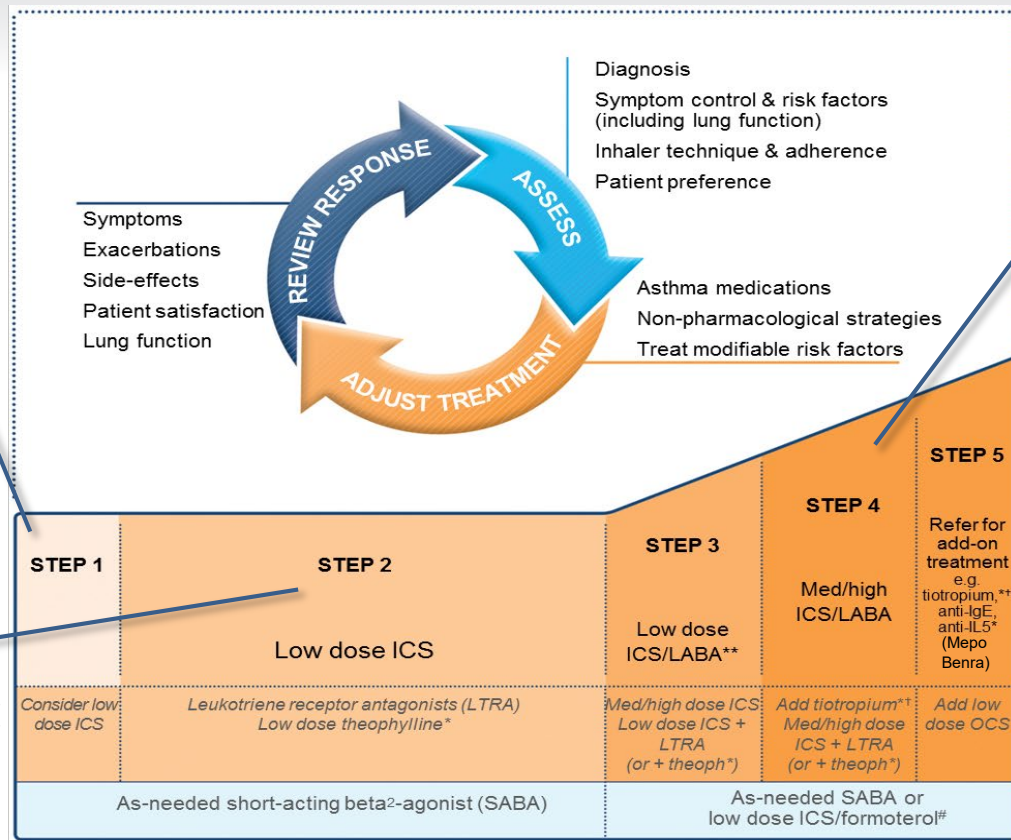 Diagnosis
Symptom control & risk factors
(including lung function)
Inhaler technique & adherence
Patient preference
REVIEW RESPONSE
ASSESS
ADJUST TREATMENT
Symptoms
Exacerbations
Side-effects
Patient satisfaction
Lung function
Asthma medications
Non-pharmacological strategies
Treat modifiable risk factors
STEP 1
Consider low
dose ICS
STEP 2
Low dose ICS
Leukotriene receptor antagonists (LTRA)
Low dose theophylline*
STEP 3
Low dose
ICS/LABA**
Med/high dose ICS
Low dose ICS +
LTRA
(or + theoph*)
STEP 4
Med/high
ICS/LABA
Add tiotropium*†
Med/high dose
ICS + LTRA
(or + theoph*)
STEP 5
Refer for
add-on
treatment
e.g.
tiotropium,*†
anti-IgE,
anti-IL5*
(Mepo
Benra)
Add low
dose OCS
As-needed short-acting beta2-agonist (SABA)
As-needed SABA or
low dose ICS/formoterol#